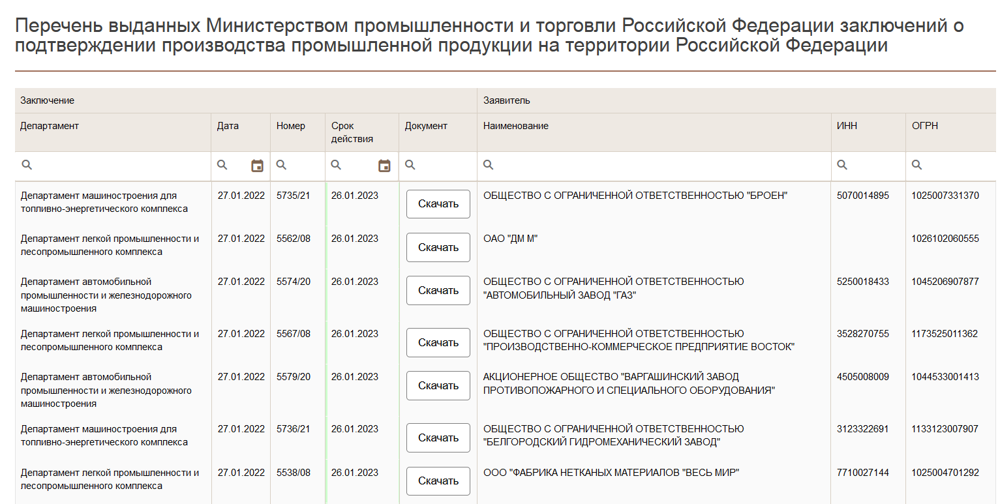 Перечень выданных Министерством промышленности и торговли Российской Федерации заключений о
подтверждении производства промышленной продукции на территории Российской Федерации
Заключение Заявитель
Департамент Дата Номер Срок действия Документ Наименование ИНН ОГРН
Департамент машиностроения для 27.01.2022 5735/21 26.01.2023 Скачать ОБЩЕСТВО С ОГРАНИЧЕННОЙ ОТВЕТСТВЕННОСТЬЮ "БРОЕН" 5070014895 1025007331370
топливно-энергетического комплекса
Департамент легкой промышленности и 27.01.2022 5562/08 26.01.2023 Скачать ОАО "ДМ М" 1026102060555
лесопромышленного комплекса
Департамент автомобильной 27.01.2022 5574/20 26.01.2023 Скачать ОБЩЕСТВО С ОГРАНИЧЕННОЙ ОТВЕТСТВЕННОСТЬЮ 5250018433 1045206907877
промышленности и железнодорожного "АВТОМОБИЛЬНЫЙ ЗАВОД "ГАЗ"
машиностроения
Департамент легкой промышленности и 27.01.2022 5567/08 26.01.2023 Скачать ОБЩЕСТВО С ОГРАНИЧЕННОЙ ОТВЕТСТВЕННОСТЬЮ 3528270755 1173525011362
лесопромышленного комплекса "ПРОИЗВОДСТВЕННО-КОММЕРЧЕСКОЕ ПРЕДПРИЯТИЕ ВОСТОК"
Департамент автомобильной 27.01.2022 5579/20 26.01.2023 Скачать АКЦИОНЕРНОЕ ОБЩЕСТВО "ВАРГАШИНСКИЙ ЗАВОД 4505008009 1044533001413
промышленности и железнодорожного ПРОТИВОПОЖАРНОГО И СПЕЦИАЛЬНОГО ОБОРУДОВАНИЯ"
машиностроения
Департамент машиностроения для 27.01.2022 5736/21 26.01.2023 Скачать ОБЩЕСТВО С ОГРАНИЧЕННОЙ ОТВЕТСТВЕННОСТЬЮ 3123322691 1133123007907
топливно-энергетического комплекса "БЕЛГОРОДСКИЙ ГИДРОМЕХАНИЧЕСКИЙ ЗАВОД"
Департамент легкой промышленности и 27.01.2022 5538/08 26.01.2023 Скачать ООО "ФАБРИКА НЕТКАНЫХ МАТЕРИАЛОВ "ВЕСЬ МИР" 7710027144 1025004701292
лесопромышленного комплекса